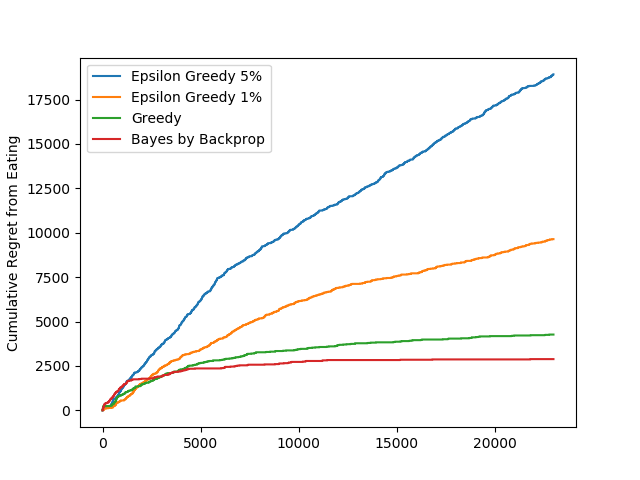 Epsilon Greedy 5%
Epsilon Greedy 1%
Greedy
Bayes by Backprop
Cumulative Regret from Eating
17500
15000
12500
10000
7500
5000
2500
0
0 5000 10000 15000 20000